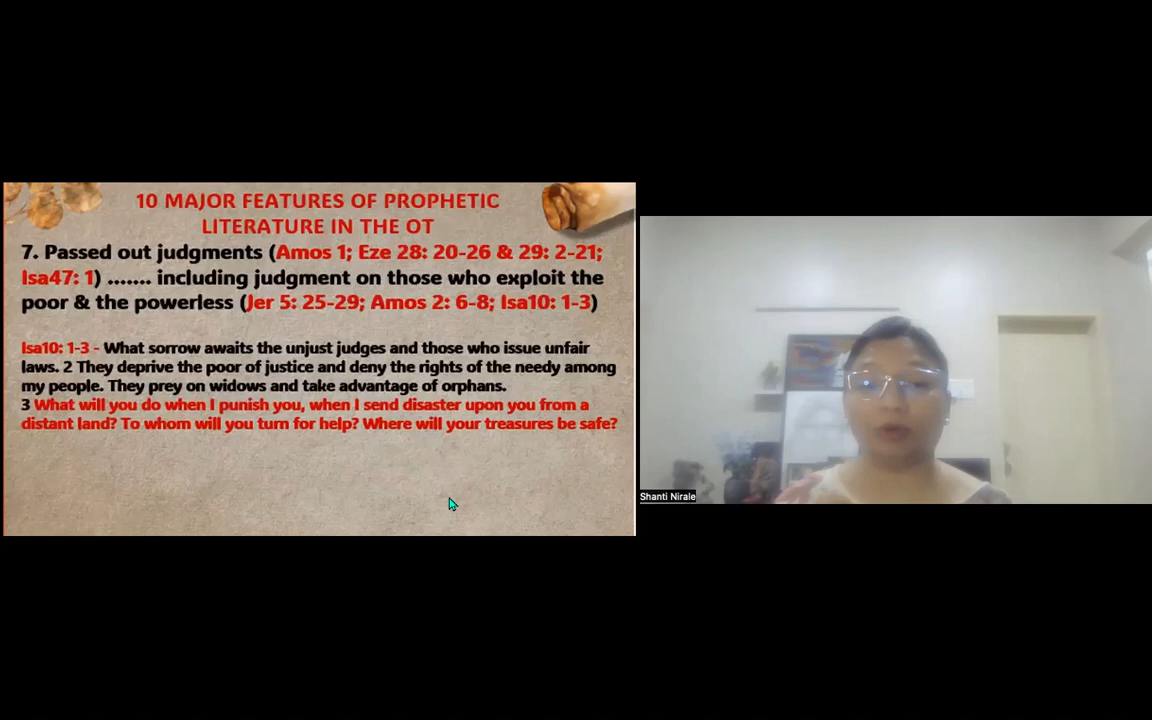 10 MAJOR FEATURES OF PROPHETIC
LITERATURE IN THE OT
7. Passed out judgments (Amos 1; Eze 28: 20-26 & 29: 2-21;
Isa47: 1) ....... including judgment on those who exploit the
poor & the powerless (Jer 5: 25-29; Amos 2: 6-8; Isa10: 1-3)
Isa10: 1-3 - What sorrow awaits the unjust judges and those who issue unfair
laws. 2 They deprive the poor of justice and deny the rights of the needy among
my people. They prey on widows and take advantage of orphans.
3 What will you do when I punish you, when I send disaster upon you from a
distant land? To whom will you turn for help? Where will your treasures be safe?
Shanti Nirale